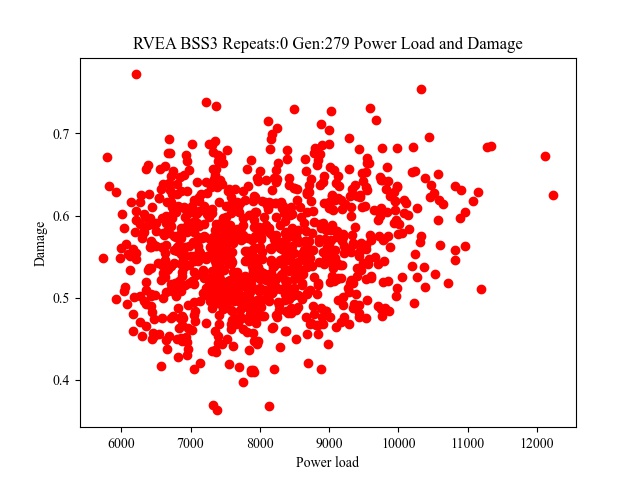 RVEA BSS3 Repeats:0 Gen:279 Power Load and Damage
0.7
0.6
0.5
0.4
Damage
6000 7000 8000 9000 10000 11000 12000
Power load